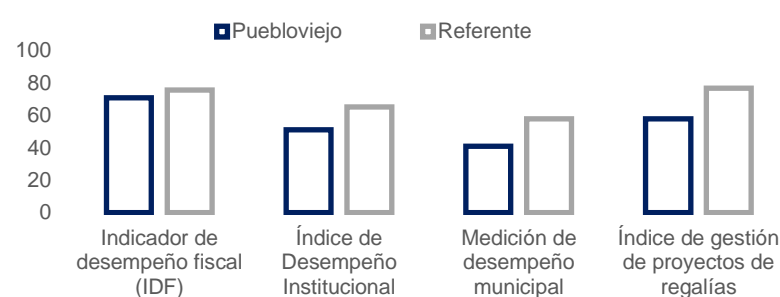 Puebloviejo Referente
100
80
60
40
20
0
Indicador de
desempeño fiscal
(IDF)
Índice de
Desempeño
Institucional
Medición de
desempeño
municipal
Índice de gestión
de proyectos de
regalías